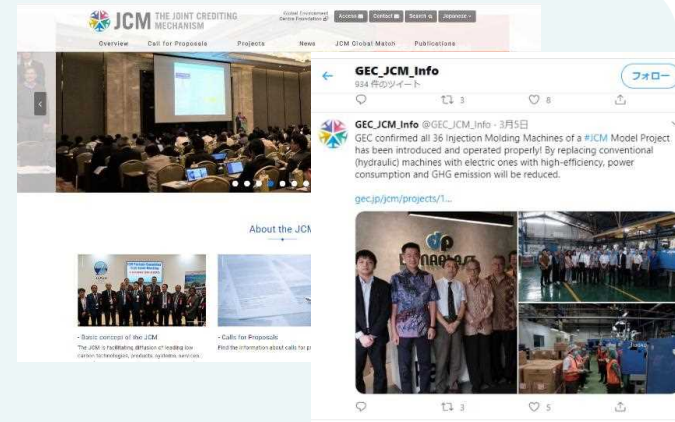 JCM THE JOINT CREDITING
MECHANISM
Global Environment
Centre Foundation
Access
Contact
Search
Japanese
Overview
Call for Proposals
Projects
News
JCM Global Match
Publications
About the JCM
- Basic concept of the JCM
The JCM is facilitating diffusion of leading low
carbon technologies, products, systems, services,
- Calls for Proposals
Find the information about calls for p
GEC_JCM_Info
934 件のツイート
フォロー
3
8
GEC_JCM_Info @GEC_JCM_Info · 3月5日
GEC confirmed all 36 Injection Molding Machines of a #JCM Model Project
has been introduced and operated properly! By replacing conventional
(hydraulic) machines with electric ones with high-efficiency, power
consumption and GHG emission will be reduced.
gec.jp/jcm/projects/1...
3
5